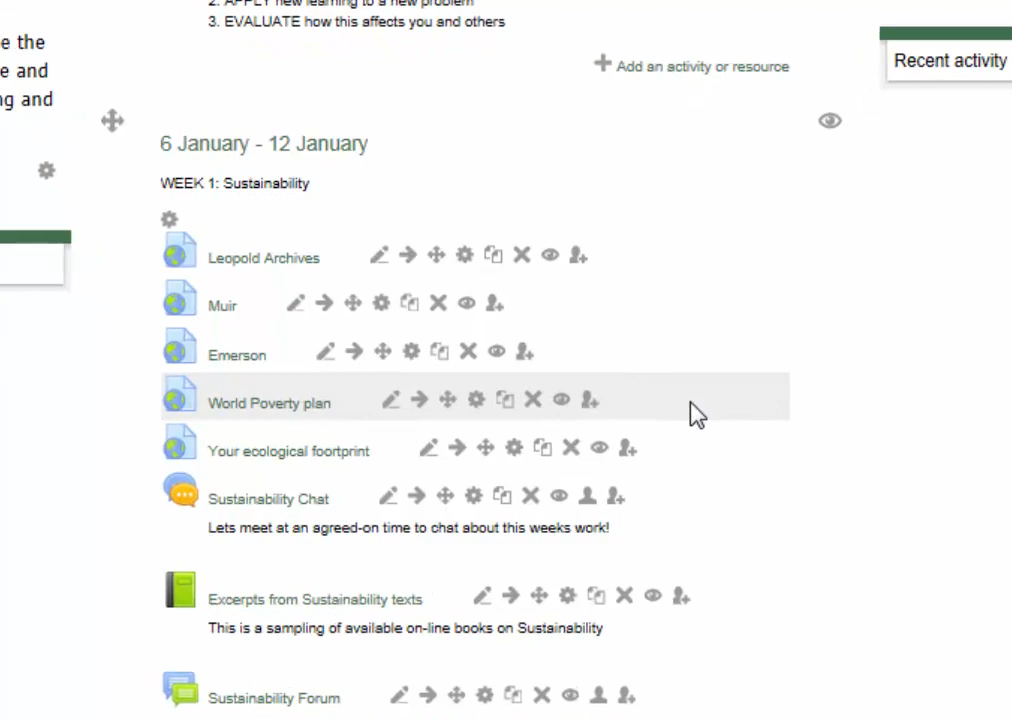 2. APPLY new learning to a new problem
3. EVALUATE how this affects you and others
e the
e and
ng and
Add an activity or resource
Recent activity
6 January - 12 January
WEEK 1: Sustainability
Leopold Archives
Muir
Emerson
World Poverty plan
Your ecological foortprint
Sustainability Chat
Lets meet at an agreed-on time to chat about this weeks work!
Excerpts from Sustainability texts
This is a sampling of available on-line books on Sustainability
Sustainability Forum